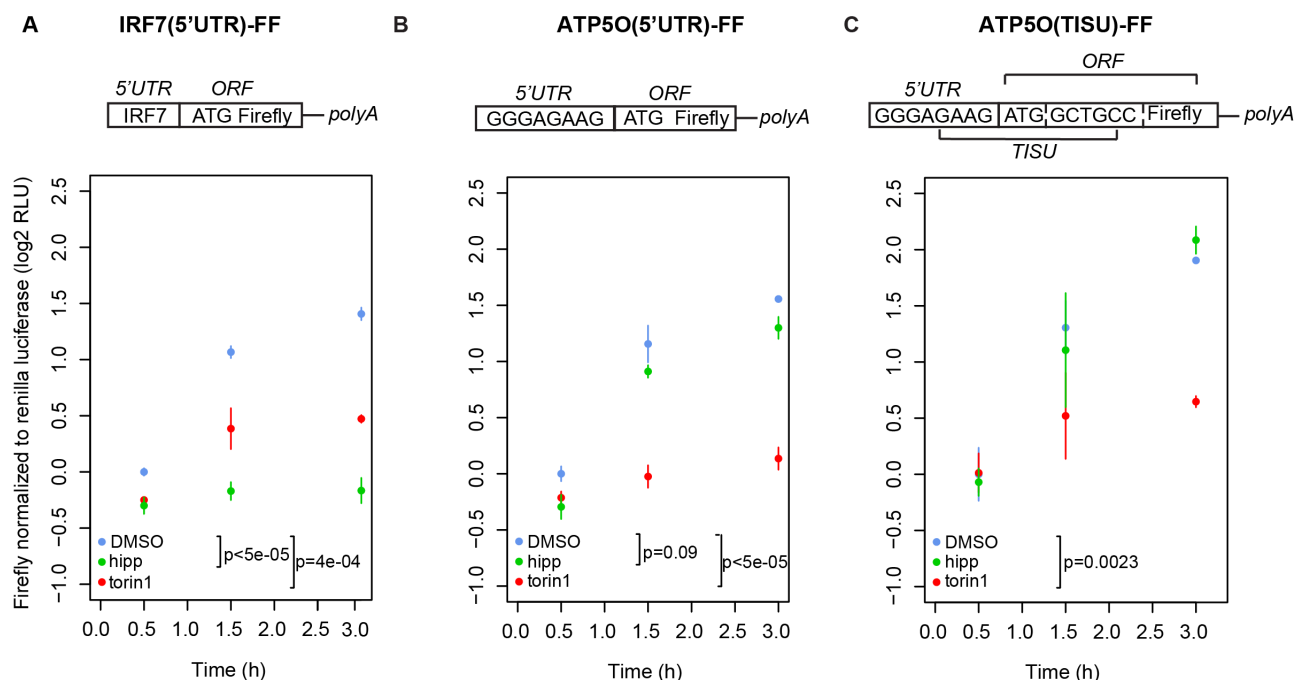 A
IRF7(5'UTR)-FF
5'UTR
ORF
IRF7
ATG Firefly
polyA
Firefly normalized to renilla luciferase (log2 RLU)
2.5
2.0
1.5
1.0
0.5
0.0
−0.5
−1.0
DMSO
hipp
torin1
p<5e-05
p=4e-04
0.0 0.5 1.0 1.5 2.0 2.5 3.0
Time (h)
B
ATP5O(5'UTR)-FF
5'UTR
ORF
GGGAGAAG
ATG Firefly
polyA
2.5
2.0
1.5
1.0
0.5
0.0
−0.5
−1.0
DMSO
hipp
torin1
p=0.09
p<5e-05
0.0 0.5 1.0 1.5 2.0 2.5 3.0
Time (h)
C
ATP5O(TISU)-FF
ORF
5'UTR
GGGAGAAG
ATG
GCTGCC
Firefly
polyA
TISU
2.5
2.0
1.5
1.0
0.5
0.0
−0.5
−1.0
DMSO
hipp
torin1
p=0.0023
0.0 0.5 1.0 1.5 2.0 2.5 3.0
Time (h)